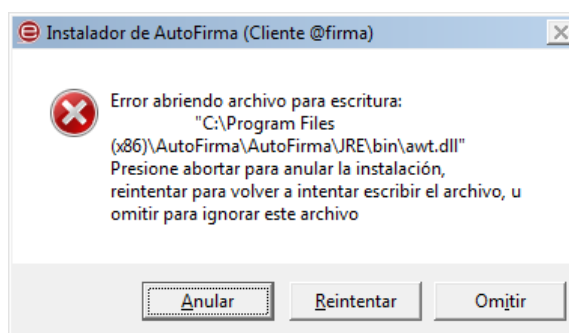 Instalador de AutoFirma (Cliente @firma)
Error abriendo archivo para escritura:
"C:\Program Files
(x86)\AutoFirma\AutoFirma\JRE\bin\awt.dll"
Presione abortar para anular la instalación,
reintentar para volver a intentar escribir el archivo, u
omitir para ignorar este archivo
Anular Reintentar Omitir